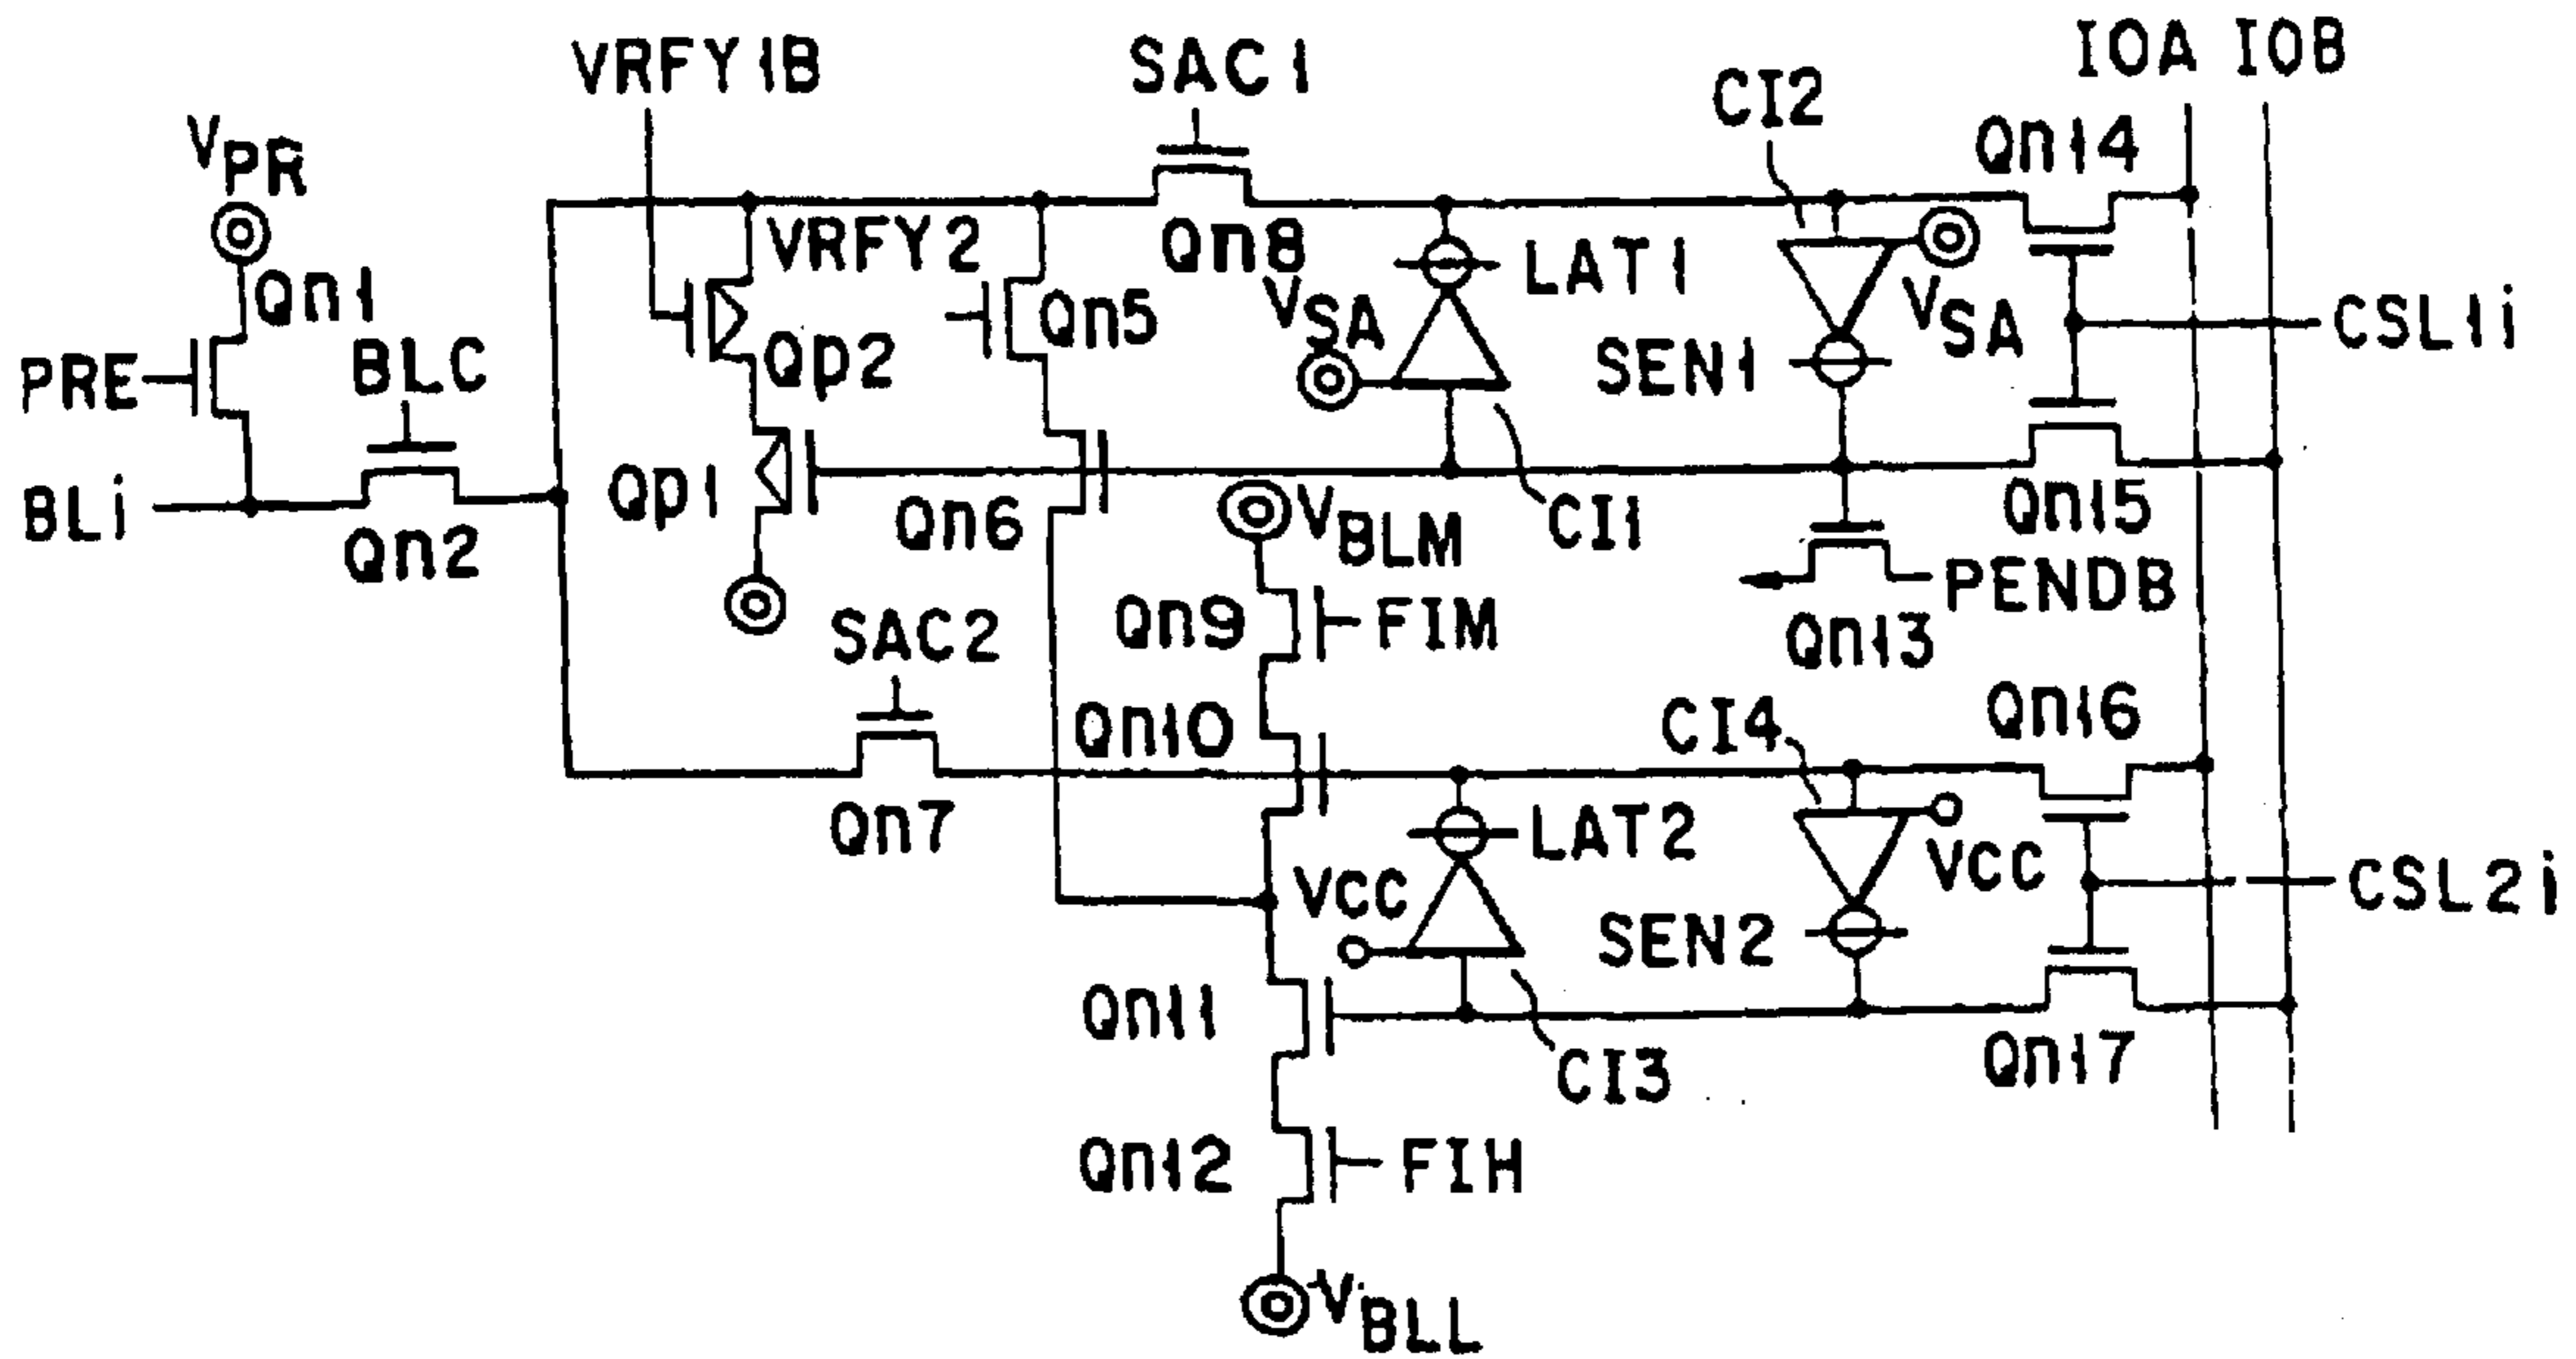 IOA IOB
VRFY1B
SAC1
CI2
Qn14
VPR
VRFY2
Qn8
LAT1
VSA
Qn1
Qn5
VSA
CSL1i
PRE
BLC
Qp2
SEN1
BLi
Qn2
Qp1
Qn6
VBLM
CI1
Qn15
PENDB
SAC2
Qn9
FIM
Qn13
Qn10
CI4
Qn16
Qn7
LAT2
VCC
VCC
CSL2i
SEN2
Qn11
CI3
Qn17
Qn12
FIH
VBLL